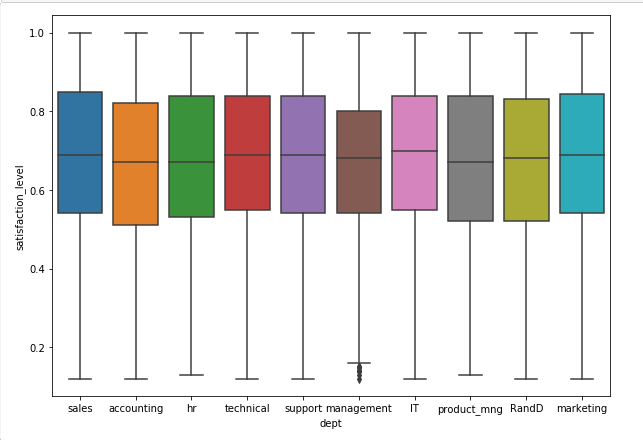 1.0
0.8
0.6
0.4
0.2
satisfaction_level
sales accounting hr technical support management IT product_mng RandD marketing
dept